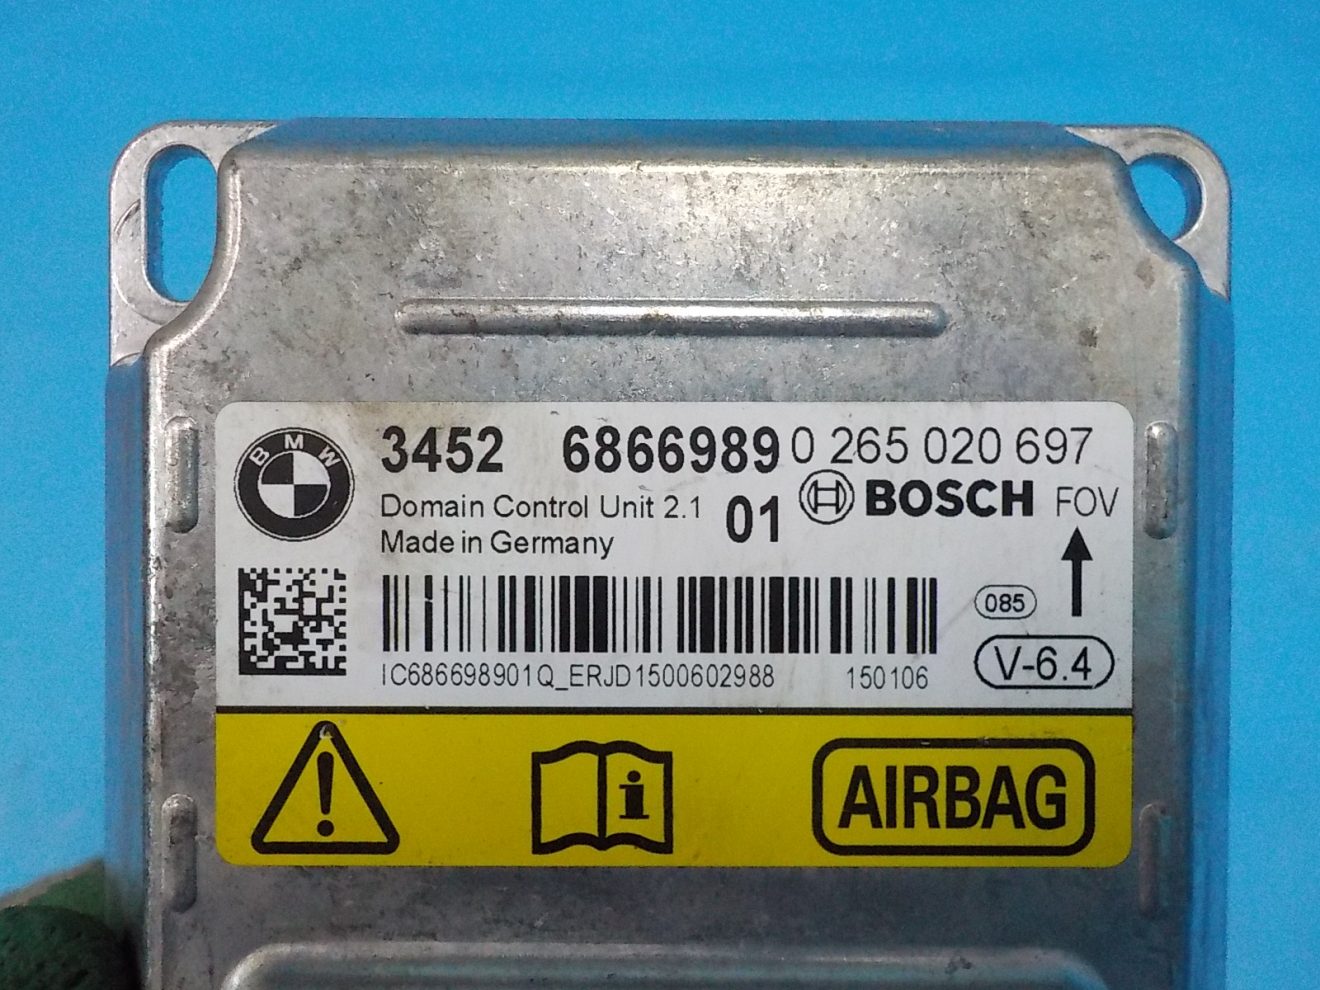 BMW
3452 6866989 0 265 020 697
Domain Control Unit 2.1 01 BOSCH FOV
Made in Germany
085
V-6.4
IC686698901Q_ERJD1500602988 150106
i
AIRBAG